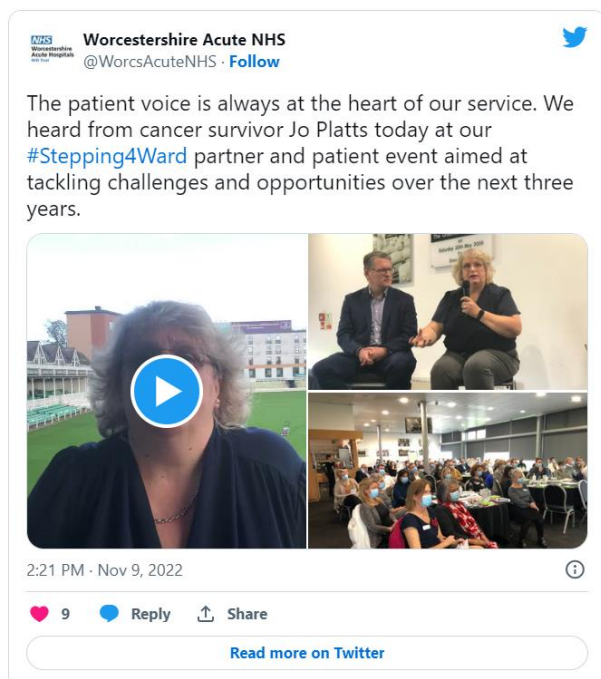 NHS
Worcestershire
Acute Hospitals
NHS Trust
Worcestershire Acute NHS
@WorcsAcuteNHS · Follow
The patient voice is always at the heart of our service. We
heard from cancer survivor Jo Platts today at our
#Stepping4Ward partner and patient event aimed at
tackling challenges and opportunities over the next three
years.
2:21 PM · Nov 9, 2022
9 Reply Share
Read more on Twitter